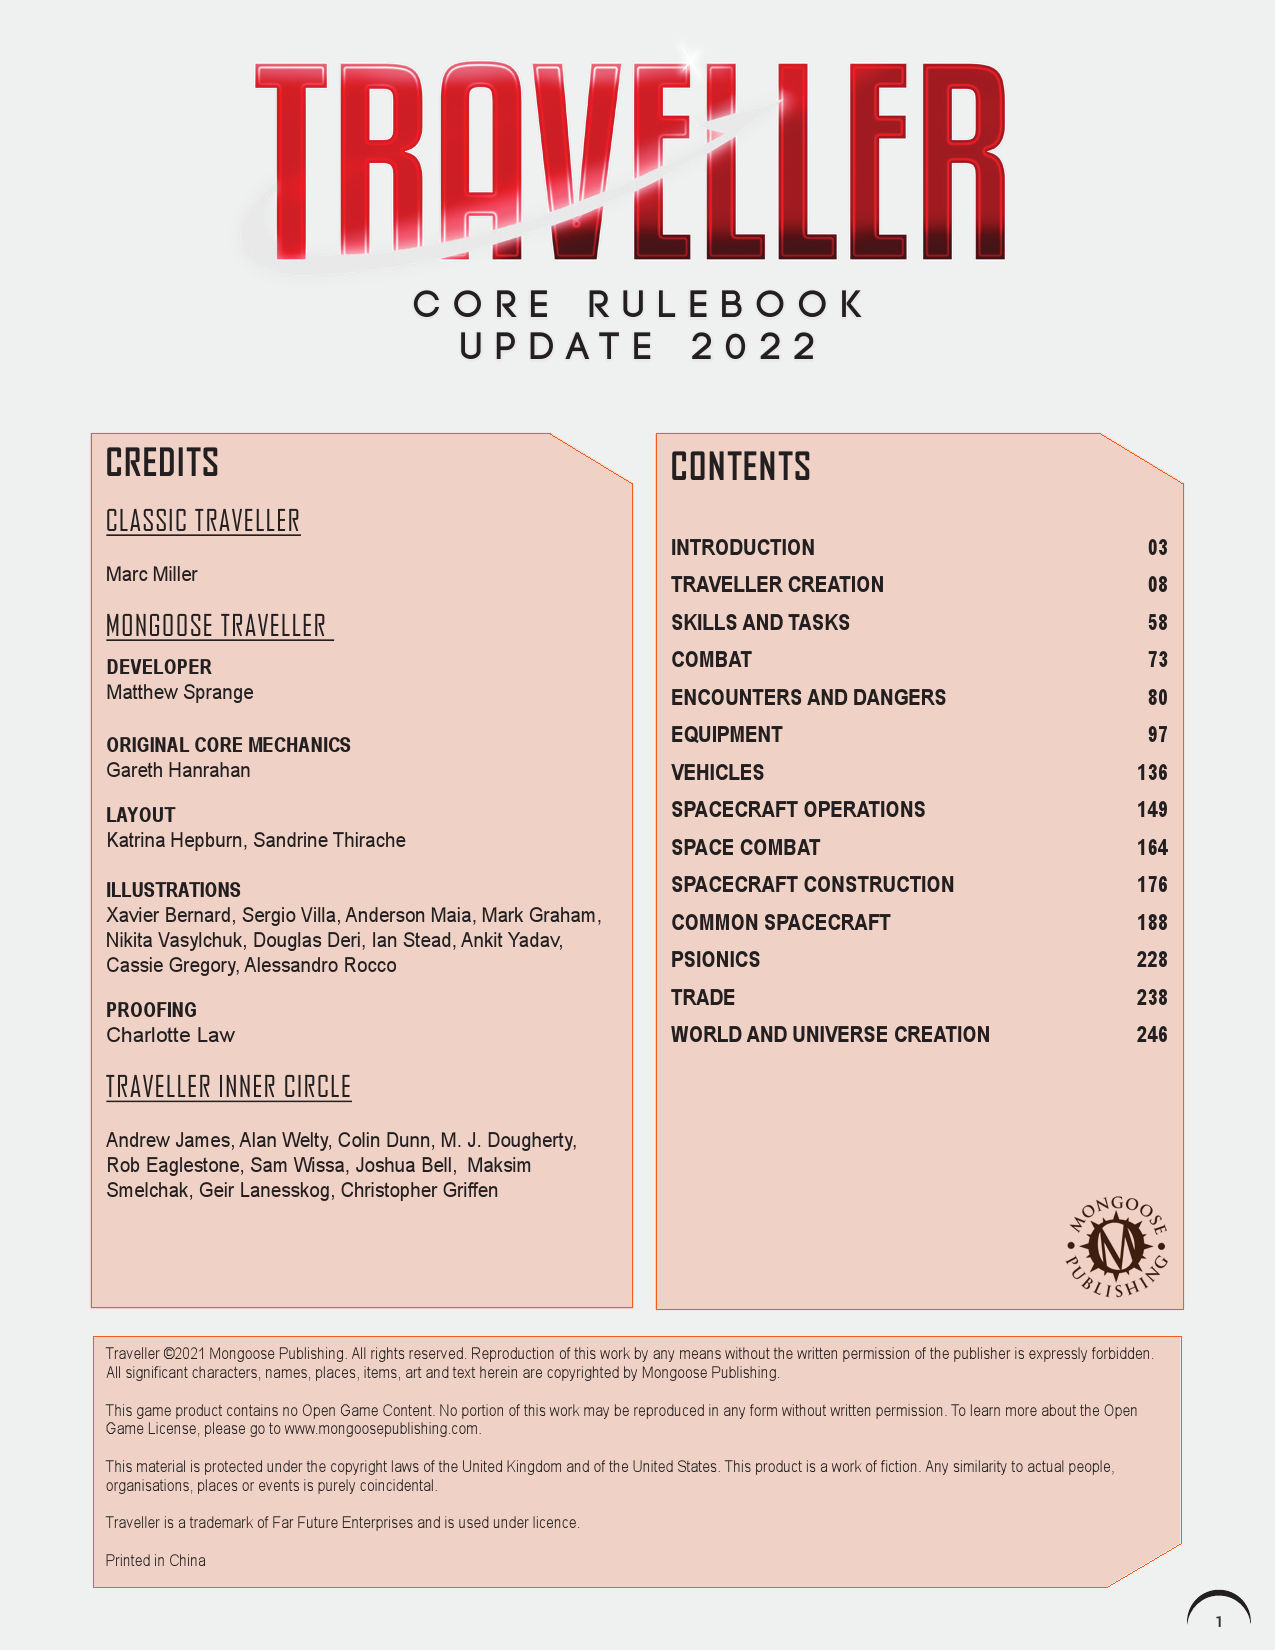 TRAVELLER
CORE RULEBOOK
UPDATE 2022
CREDITS
CLASSIC TRAVELLER
Marc Miller
MONGOOSE TRAVELLER
DEVELOPER
Matthew Sprange
ORIGINAL CORE MECHANICS
Gareth Hanrahan
LAYOUT
Katrina Hepburn, Sandrine Thirache
ILLUSTRATIONS
Xavier Bernard, Sergio Villa, Anderson Maia, Mark Graham,
Nikita Vasylchuk, Douglas Deri, Ian Stead, Ankit Yadav,
Cassie Gregory, Alessandro Rocco
PROOFING
Charlotte Law
TRAVELLER INNER CIRCLE
Andrew James, Alan Welty, Colin Dunn, M. J. Dougherty,
Rob Eaglestone, Sam Wissa, Joshua Bell, Maksim
Smelchak, Geir Lanesskog, Christopher Griffen
CONTENTS
INTRODUCTION 03
TRAVELLER CREATION 08
SKILLS AND TASKS 58
COMBAT 73
ENCOUNTERS AND DANGERS 80
EQUIPMENT 97
VEHICLES 136
SPACECRAFT OPERATIONS 149
SPACE COMBAT 164
SPACECRAFT CONSTRUCTION 176
COMMON SPACECRAFT 188
PSIONICS 228
TRADE 238
WORLD AND UNIVERSE CREATION 246
MONGOOSE
M
PUBLISHING
Traveller ©2021 Mongoose Publishing. All rights reserved. Reproduction of this work by any means without the written permission of the publisher is expressly forbidden.
All significant characters, names, places, items, art and text herein are copyrighted by Mongoose Publishing.
This game product contains no Open Game Content. No portion of this work may be reproduced in any form without written permission. To learn more about the Open
Game License, please go to www.mongoosepublishing.com.
This material is protected under the copyright laws of the United Kingdom and of the United States. This product is a work of fiction. Any similarity to actual people,
organisations, places or events is purely coincidental.
Traveller is a trademark of Far Future Enterprises and is used under licence.
Printed in China
1